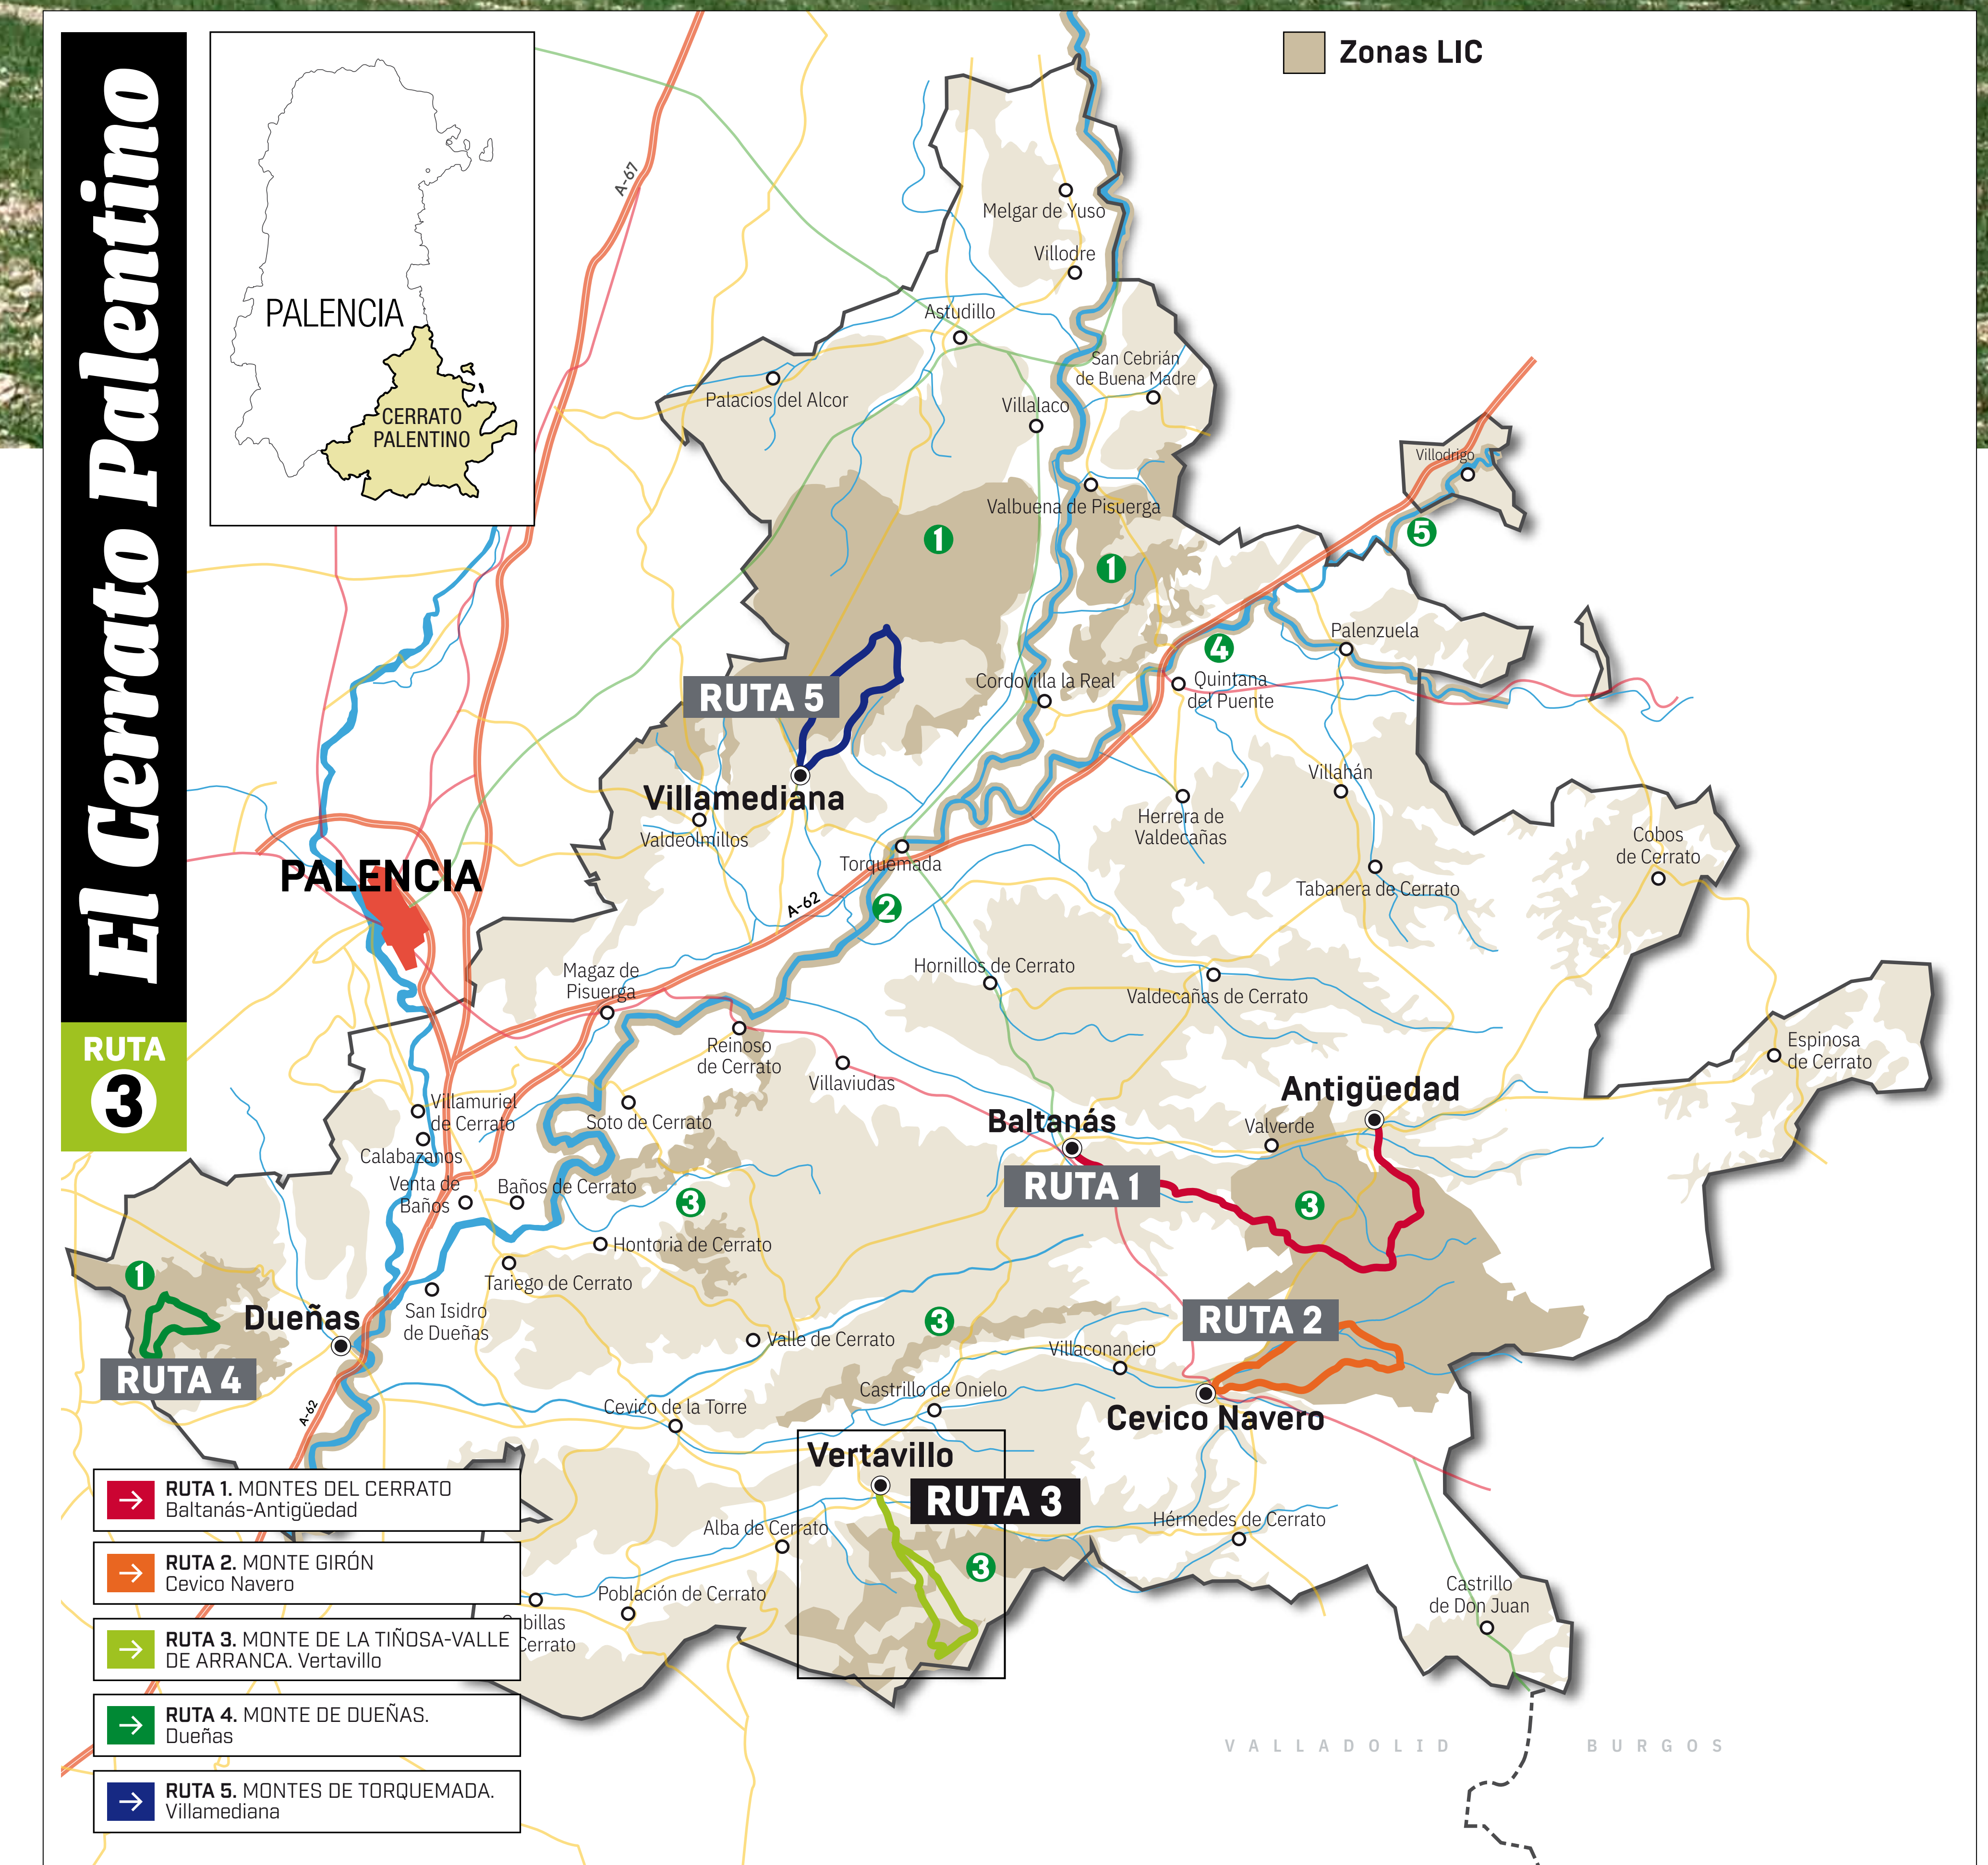 El Cerrato Palentino
RUTA
3
PALENCIA
CERRATO
PALENTINO
Zonas LIC
A-67
Melgar de Yuso
Villodre
Astudillo
San Cebrián
de Buena Madre
Palacios del Alcor
Villalaco
Villodrigo
Valbuena de Pisuerga
1
1
5
Palenzuela
4
Cordovilla la Real
Quintana
del Puente
RUTA 5
Villahán
Villamediana
Herrera de
Valdecañas
Valdeolmillos
Cobos
de Cerrato
Torquemada
PALENCIA
Tabanera de Cerrato
A-62
2
Magaz de
Pisuerga
Hornillos de Cerrato
Valdecañas de Cerrato
Reinoso
de Cerrato
Villaviudas
Espinosa
de Cerrato
Antigüedad
Villamuriel
de Cerrato
Soto de Cerrato
Baltanás
Valverde
Calabazanos
Venta de
Baños
Baños de Cerrato
RUTA 1
3
3
Hontoria de Cerrato
1
Tariego de Cerrato
San Isidro
de Dueñas
Dueñas
3
RUTA 2
Valle de Cerrato
Villaconancio
RUTA 4
Castrillo de Onielo
A-62
Cevico de la Torre
Cevico Navero
Vertavillo
RUTA 3
Alba de Cerrato
Hérmedes de Cerrato
3
Población de Cerrato
Castrillo
de Don Juan
billas
Cerrato
RUTA 1. MONTES DEL CERRATO
Baltanás-Antigüedad
RUTA 2. MONTE GIRÓN
Cevico Navero
RUTA 3. MONTE DE LA TIÑOSA-VALLE
DE ARRANCA. Vertavillo
RUTA 4. MONTE DE DUEÑAS.
Dueñas
RUTA 5. MONTES DE TORQUEMADA.
Villamediana
VALLADOLID
BURGOS